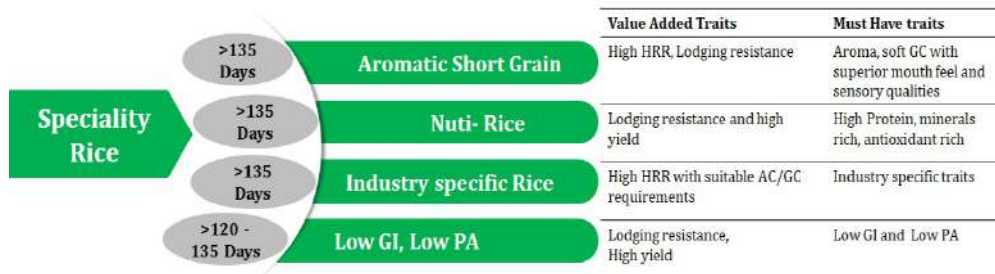 Value Added Traits
Must Have traits
Speciality
Rice
>135
Days
Aromatic Short Grain
High HRR, Lodging resistance
Aroma, soft GC with
superior mouth feel and
sensory qualities
>135
Days
Nuti- Rice
Lodging resistance and high
yield
High Protein, minerals
rich, antioxidant rich
>135
Days
Industry specific Rice
High HRR with suitable AC/GC
requirements
Industry specific traits
>120 -
135 Days
Low GI, Low PA
Lodging resistance,
High yield
Low GI and Low PA